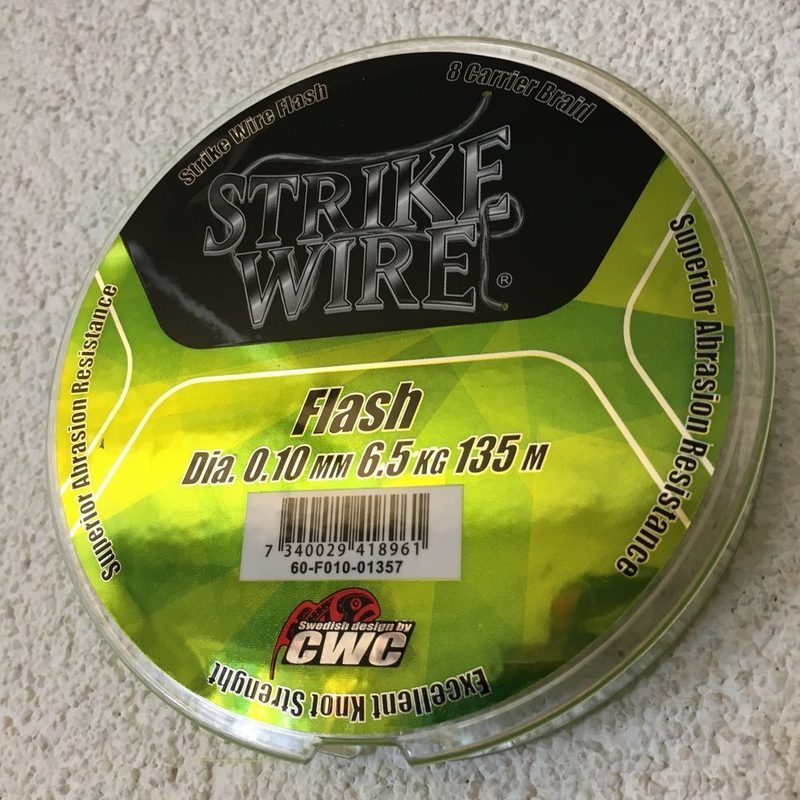 Strike Wire Flash
8 Carrier Braid
STRIKE
WIRE®
Superior Abrasion Resistance
Superior Abrasion Resistance
Flash
Dia. 0.10 MM 6.5 KG 135 M
7 340029 418961
60-F010-01357
Swedish design by
CWC
Excellent Knot Strenght